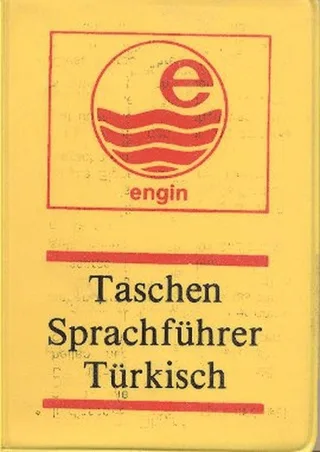 e
engin
Taschen
Sprachführer
Türkisch